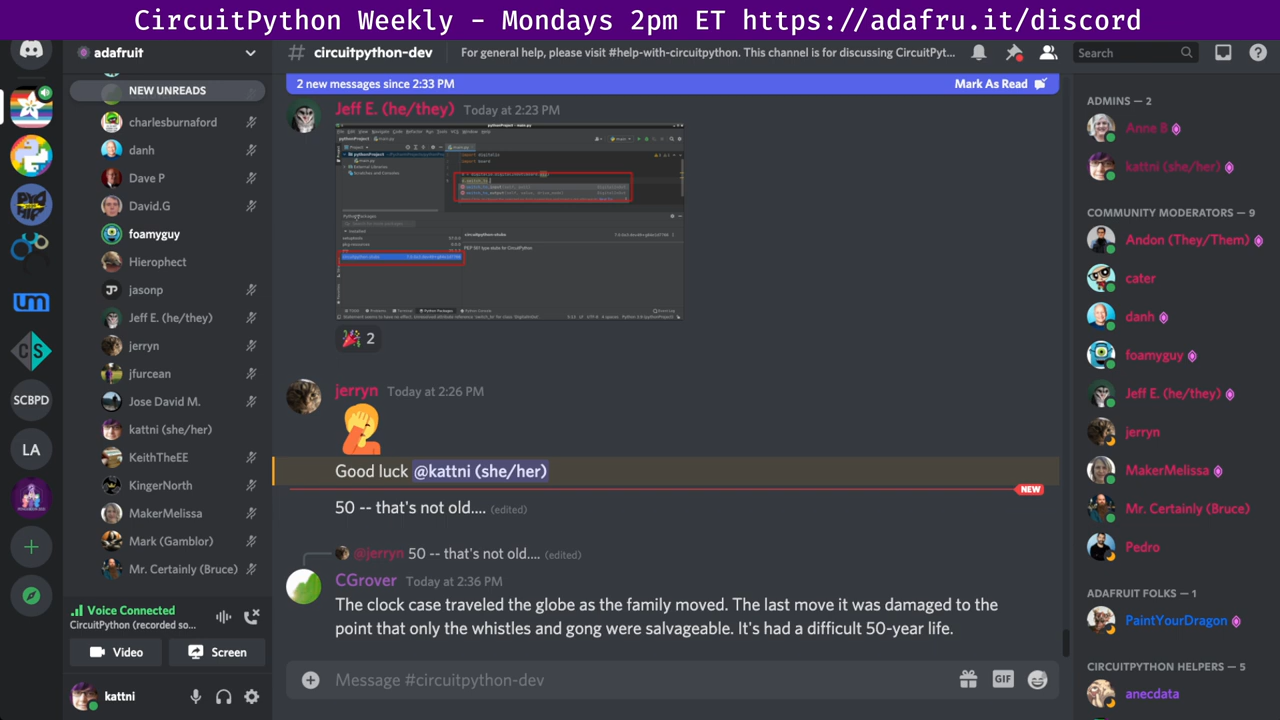 CircuitPython Weekly - Mondays 2pm ET https://adafru.it/discord
adafruit
# circuitpython-dev
For general help, please visit #help-with-circuitpython. This channel is for discussing CircuitPyt...
Search
NEW UNREADS
charlesburnaford
danh
Dave P
David.G
foamyguy
Hierophect
jasonp
Jeff E. (he/they)
jerryn
jfurcean
Jose David M.
kattni (she/her)
KeithTheEE
KingerNorth
MakerMelissa
Mark (Gamblor)
Mr. Certainly (Bruce)
um
CS
SCBPD
LA
Voice Connected
CircuitPython (recorded so...
Video
Screen
kattni
2 new messages since 2:33 PM
Mark As Read
Jeff E. (he/they) Today at 2:23 PM
2
jerryn Today at 2:26 PM
Good luck @kattni (she/her)
NEW
50 -- that's not old.... (edited)
@jerryn 50 -- that's not old.... (edited)
CGrover Today at 2:36 PM
The clock case traveled the globe as the family moved. The last move it was damaged to the
point that only the whistles and gong were salvageable. It's had a difficult 50-year life.
Message #circuitpython-dev
GIF
ADMINS — 2
Anne B
kattni (she/her)
COMMUNITY MODERATORS — 9
Andon (They/Them)
cater
danh
foamyguy
Jeff E. (he/they)
jerryn
MakerMelissa
Mr. Certainly (Bruce)
Pedro
ADAFRUIT FOLKS — 1
PaintYourDragon
CIRCUITPYTHON HELPERS — 5
anecdata